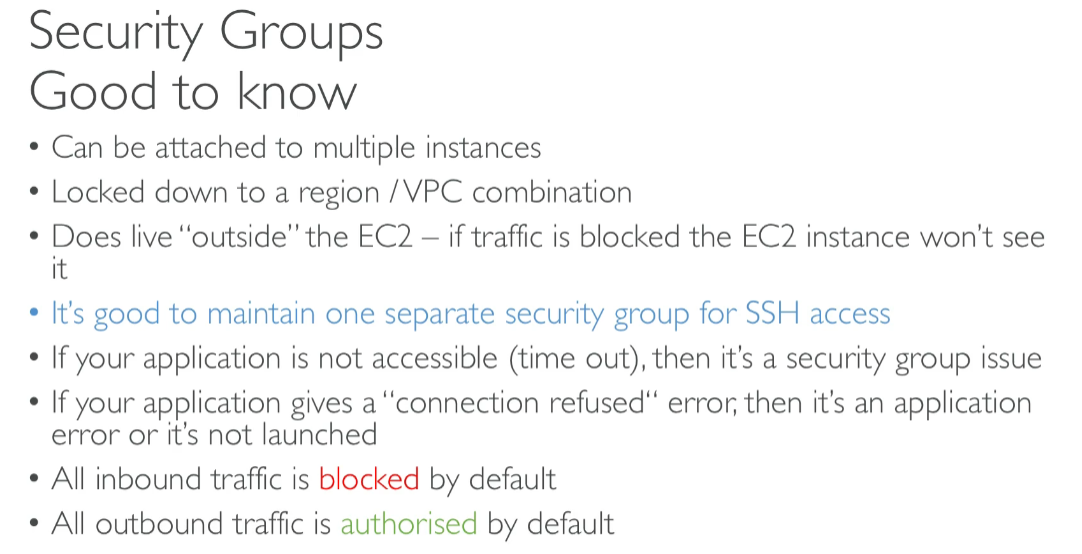 Security Groups
Good to know
• Can be attached to multiple instances
• Locked down to a region / VPC combination
• Does live “outside” the EC2 – if traffic is blocked the EC2 instance won’t see
it
• It’s good to maintain one separate security group for SSH access
• If your application is not accessible (time out), then it’s a security group issue
• If your application gives a “connection refused“ error, then it’s an application
error or it’s not launched
• All inbound traffic is blocked by default
• All outbound traffic is authorised by default